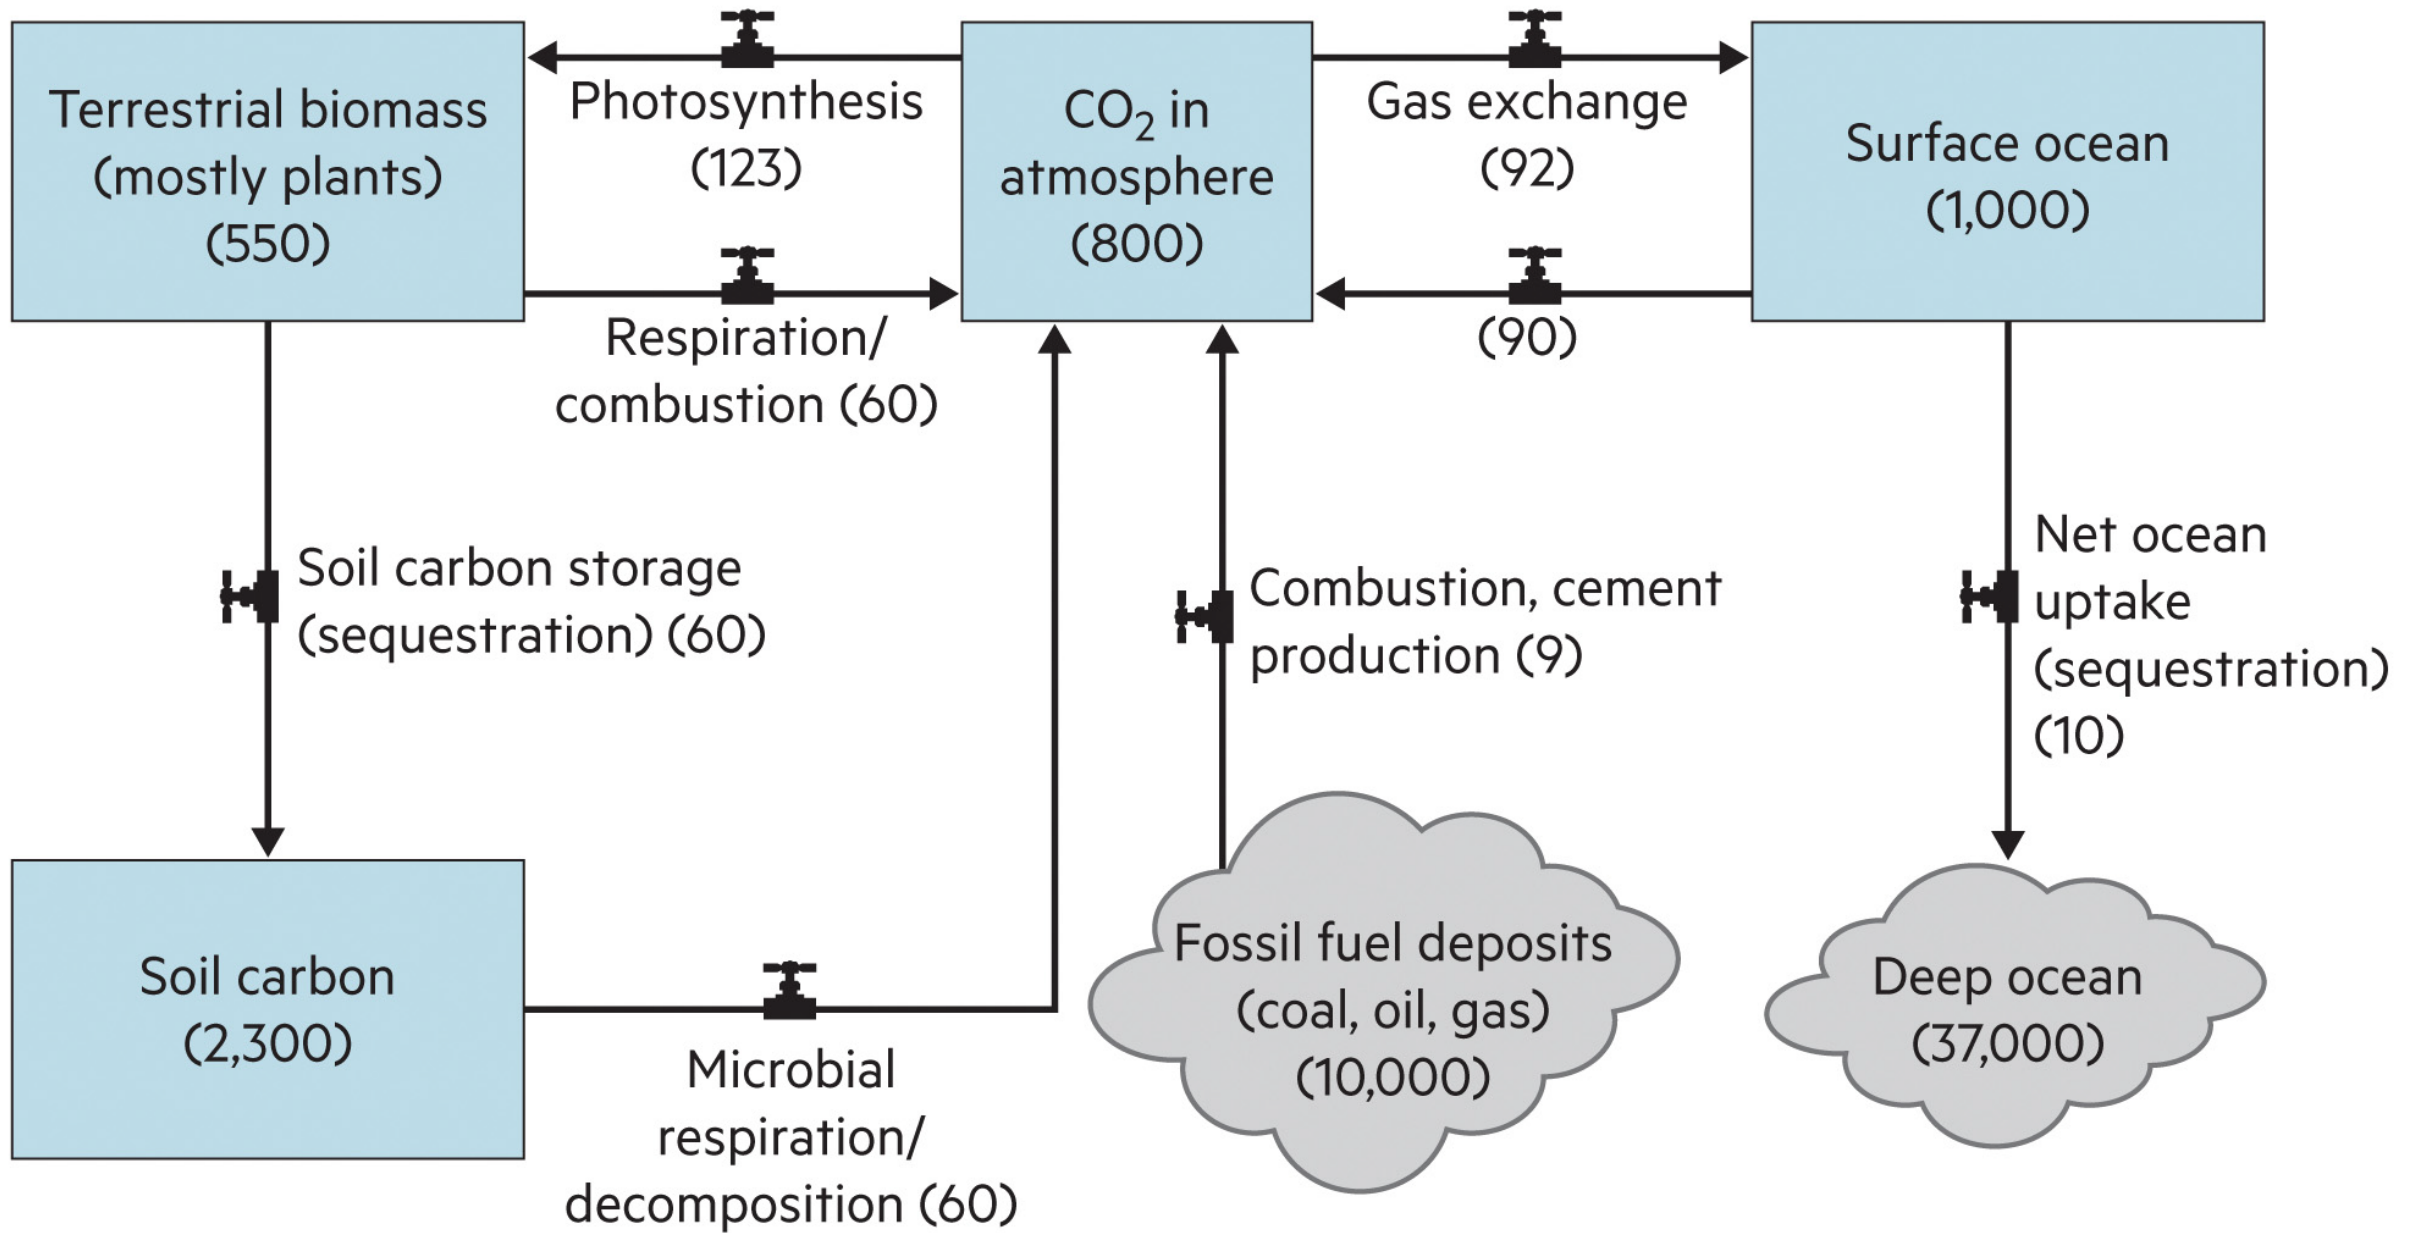 Terrestrial biomass
(mostly plants)
(550)
Photosynthesis
(123)
CO₂ in
atmosphere
(800)
Gas exchange
(92)
Surface ocean
(1,000)
Respiration/
combustion (60)
(90)
Soil carbon storage
(sequestration) (60)
Combustion, cement
production (9)
Net ocean
uptake
(sequestration)
(10)
Soil carbon
(2,300)
Microbial
respiration/
decomposition (60)
Fossil fuel deposits
(coal, oil, gas)
(10,000)
Deep ocean
(37,000)